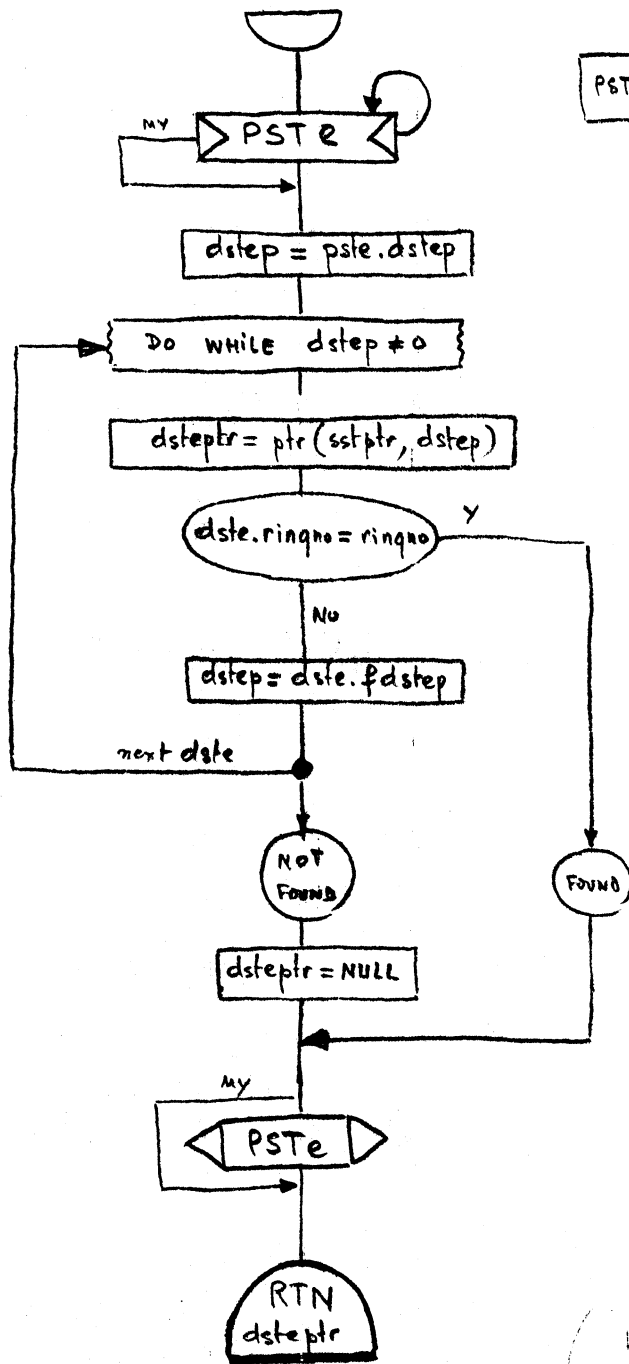 PST
MY
PSTe
dstep = pste.dstep
DO WHILE dstep ≠ 0
dsteptr = ptr (sstptr, dstep)
dste.ringno = ringno
Y
NO
dstep = dste.fdstep
next dste
NOT
FOUND
FOUND
dsteptr = NULL
MY
PSTe
RTN
dsteptr